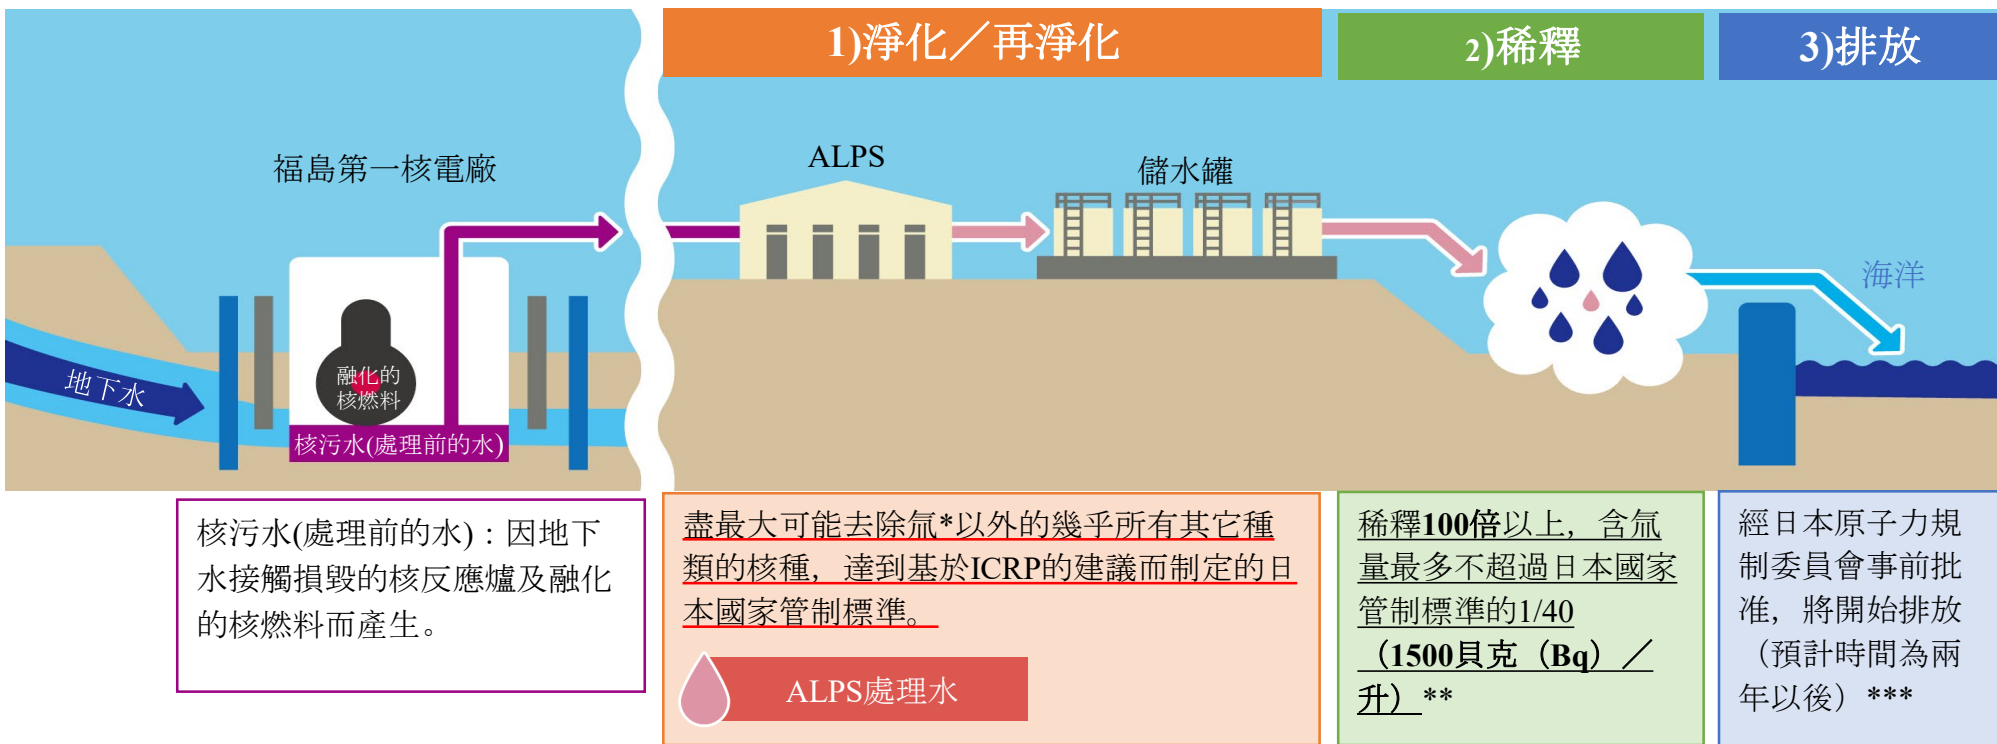 1)淨化／再淨化
2)稀釋
3)排放
福島第一核電廠
ALPS
儲水罐
海洋
地下水
融化的
核燃料
核污水(處理前的水)
核污水(處理前的水)：因地下
水接觸損毀的核反應爐及融化
的核燃料而產生。
盡最大可能去除氚*以外的幾乎所有其它種
類的核種，達到基於ICRP的建議而制定的日
本國家管制標準。
ALPS處理水
稀釋100倍以上，含氚
量最多不超過日本國家
管制標準的1/40
（1500貝克（Bq）／
升）**
經日本原子力規
制委員會事前批
准，將開始排放
（預計時間為兩
年以後）***